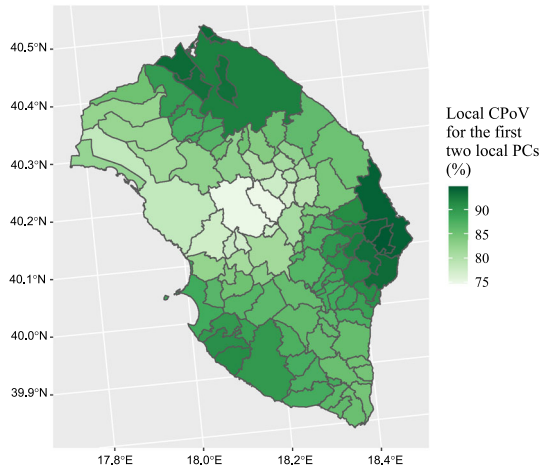 40,5°N
40,4°N
40,3°N
40,2°N
40,1°N
40,0°N
39,9°N
17,8°E
18,0°E
18,2°E
18,4°E
Local CPoV
for the first
two local PCs
(%)
90
85
80
75